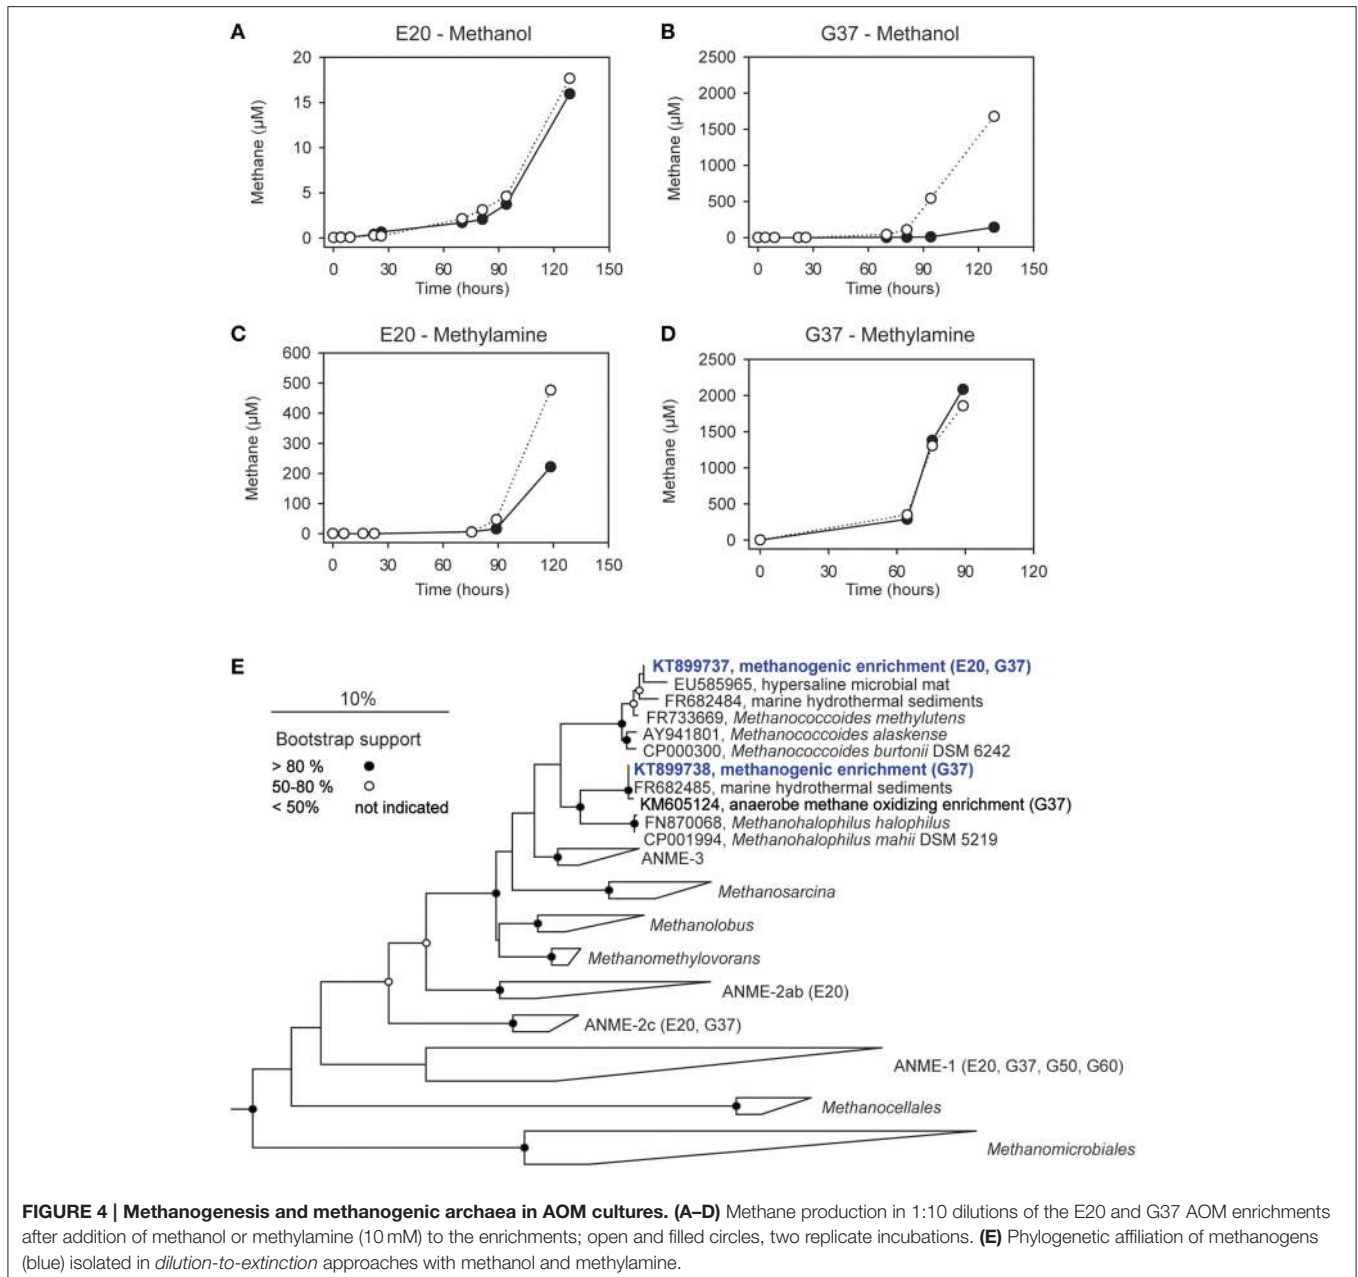 A
E20 - Methanol
Methane (µM)
20
15
10
5
0
0 30 60 90 120 150
Time (hours)
B
G37 - Methanol
Methane (µM)
2500
2000
1500
1000
500
0
0 30 60 90 120 150
Time (hours)
C
E20 - Methylamine
Methane (µM)
600
500
400
300
200
100
0
0 30 60 90 120 150
Time (hours)
D
G37 - Methylamine
Methane (µM)
2500
2000
1500
1000
500
0
0 30 60 90 120
Time (hours)
E
10%
Bootstrap support
> 80 %
50-80 %
< 50% not indicated
KT899737, methanogenic enrichment (E20, G37)
EU585965, hypersaline microbial mat
FR682484, marine hydrothermal sediments
FR733669, Methanococcoides methylutens
AY941801, Methanococcoides alaskense
CP000300, Methanococcoides burtonii DSM 6242
KT899738, methanogenic enrichment (G37)
FR682485, marine hydrothermal sediments
KM605124, anaerobe methane oxidizing enrichment (G37)
FN870068, Methanohalophilus halophilus
CP001994, Methanohalophilus mahii DSM 5219
ANME-3
Methanosarcina
Methanolobus
Methanomethylovorans
ANME-2ab (E20)
ANME-2c (E20, G37)
ANME-1 (E20, G37, G50, G60)
Methanocellales
Methanomicrobiales
FIGURE 4 | Methanogenesis and methanogenic archaea in AOM cultures. (A–D) Methane production in 1:10 dilutions of the E20 and G37 AOM enrichments
after addition of methanol or methylamine (10 mM) to the enrichments; open and filled circles, two replicate incubations. (E) Phylogenetic affiliation of methanogens
(blue) isolated in dilution-to-extinction approaches with methanol and methylamine.